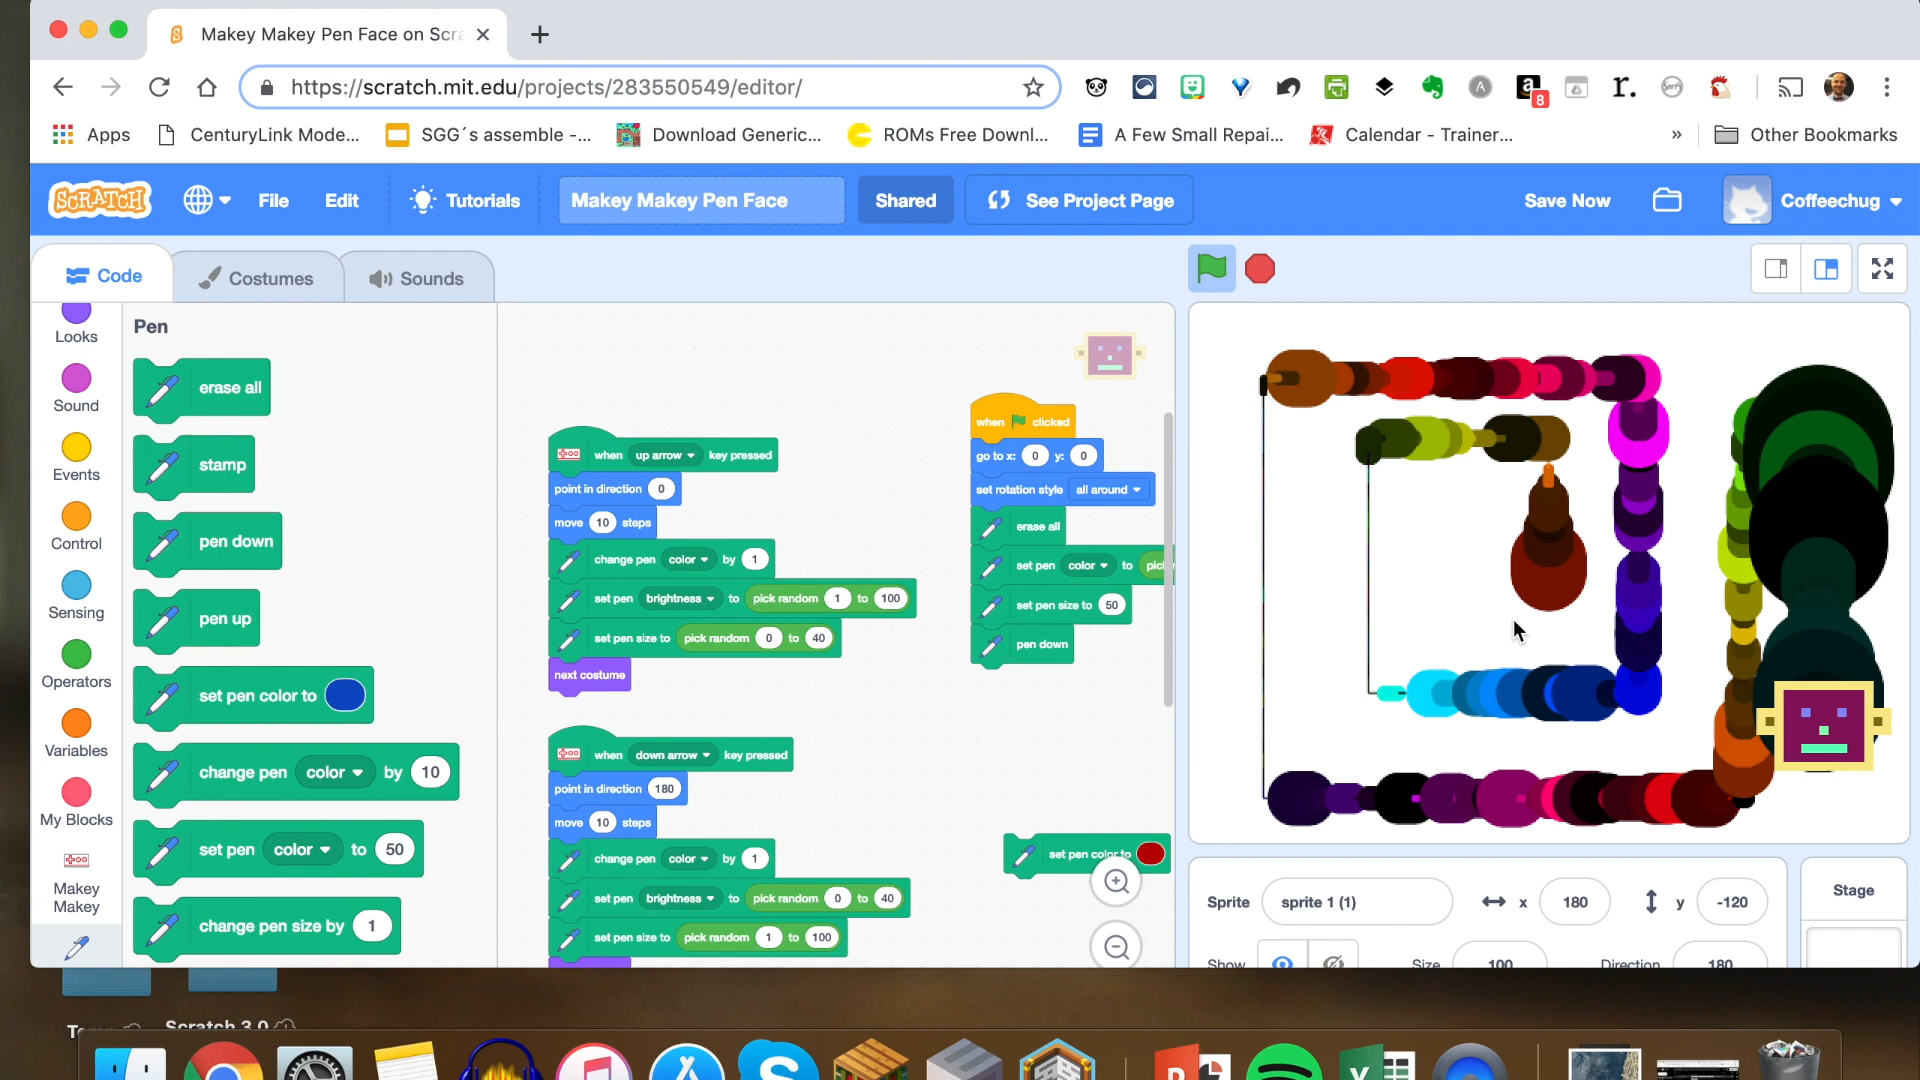 Makey Makey Pen Face on Scra
https://scratch.mit.edu/projects/283550549/editor/
r.
a
8
A
Apps
CenturyLink Mode...
SGG´s assemble -...
Download Generic...
ROMs Free Downl...
A Few Small Repai...
Calendar - Trainer...
»
Other Bookmarks
SCRATCH
File
Edit
Tutorials
Makey Makey Pen Face
Shared
See Project Page
Save Now
Coffeechug
Code
Costumes
Sounds
Looks
Sound
Events
Control
Sensing
Operators
Variables
My Blocks
Makey
Makey
Pen
erase all
stamp
pen down
pen up
set pen color to
change pen color by 10
set pen color to 50
change pen size by 1
when up arrow key pressed
point in direction 0
move 10 steps
change pen color by 1
set pen brightness to pick random 1 to 100
set pen size to pick random 0 to 40
next costume
when down arrow key pressed
point in direction 180
move 10 steps
change pen color by 1
set pen brightness to pick random 0 to 40
set pen size to pick random 1 to 100
when clicked
go to x: 0 y: 0
set rotation style all around
erase all
set pen color to pick
set pen size to 50
pen down
set pen color to
Sprite sprite 1 (1) x 180 y -120
Show Size 100 Direction 180
Stage
Scratch 3.0